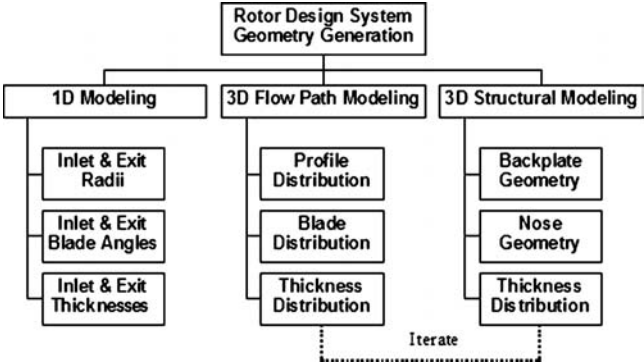 Rotor Design System
Geometry Generation
1D Modeling
3D Flow Path Modeling
3D Structural Modeling
Inlet & Exit
Radii
Profile
Distribution
Backplate
Geometry
Inlet & Exit
Blade Angles
Blade
Distribution
Nose
Geometry
Inlet & Exit
Thicknesses
Thickness
Distribution
Thickness
Distribution
Iterate